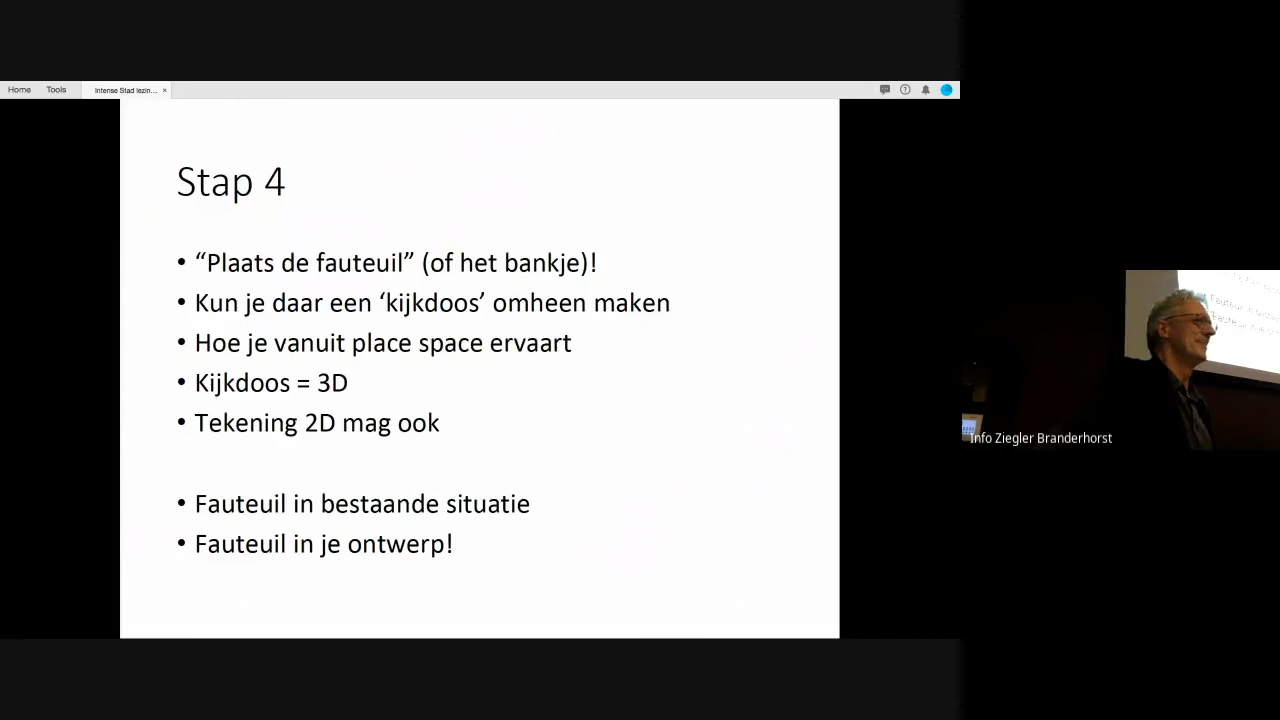 Home Tools Intense Stad lezin... ×
Stap 4
• “Plaats de fauteuil” (of het bankje)!
• Kun je daar een ‘kijkdoos’ omheen maken
• Hoe je vanuit place space ervaart
• Kijkdoos = 3D
• Tekening 2D mag ook
• Fauteuil in bestaande situatie
• Fauteuil in je ontwerp!
Info Ziegler Branderhorst